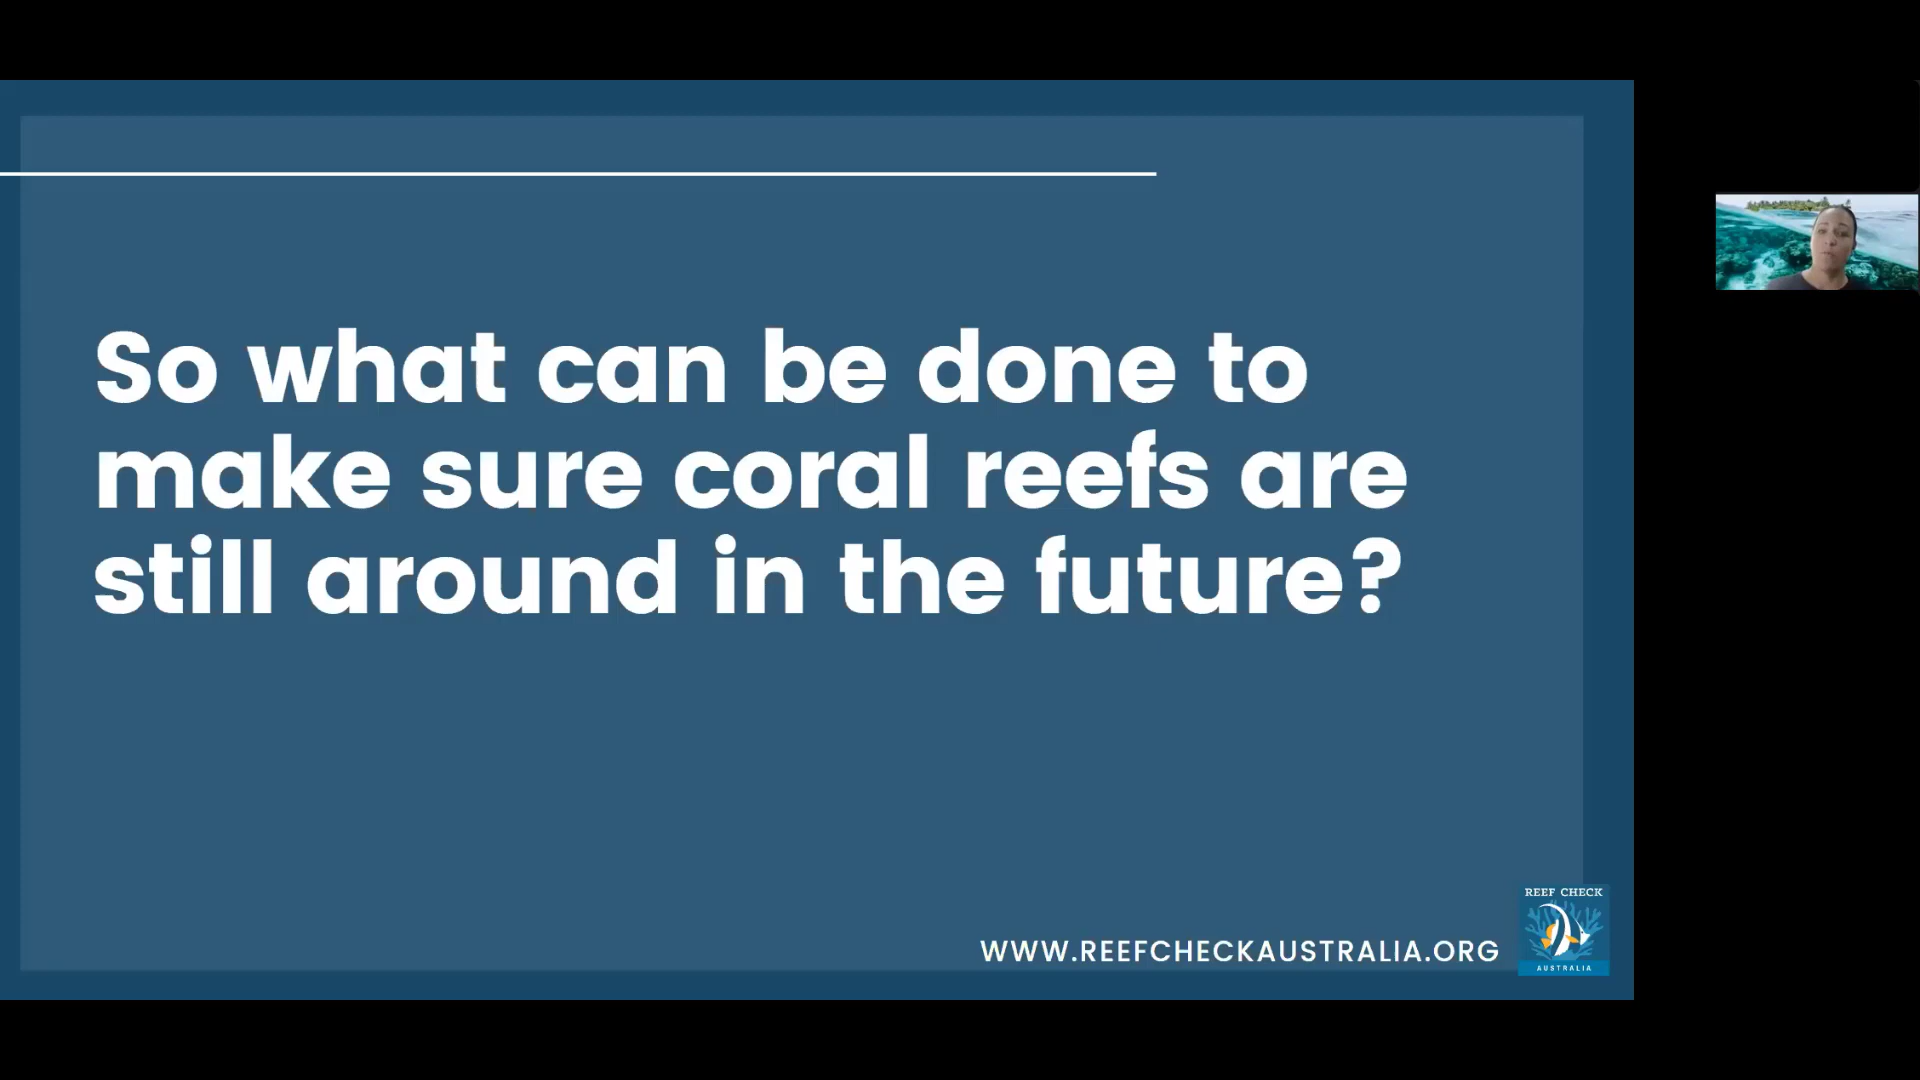 So what can be done to
make sure coral reefs are
still around in the future?
WWW.REEFCHECKAUSTRALIA.ORG
REEF CHECK
AUSTRALIA